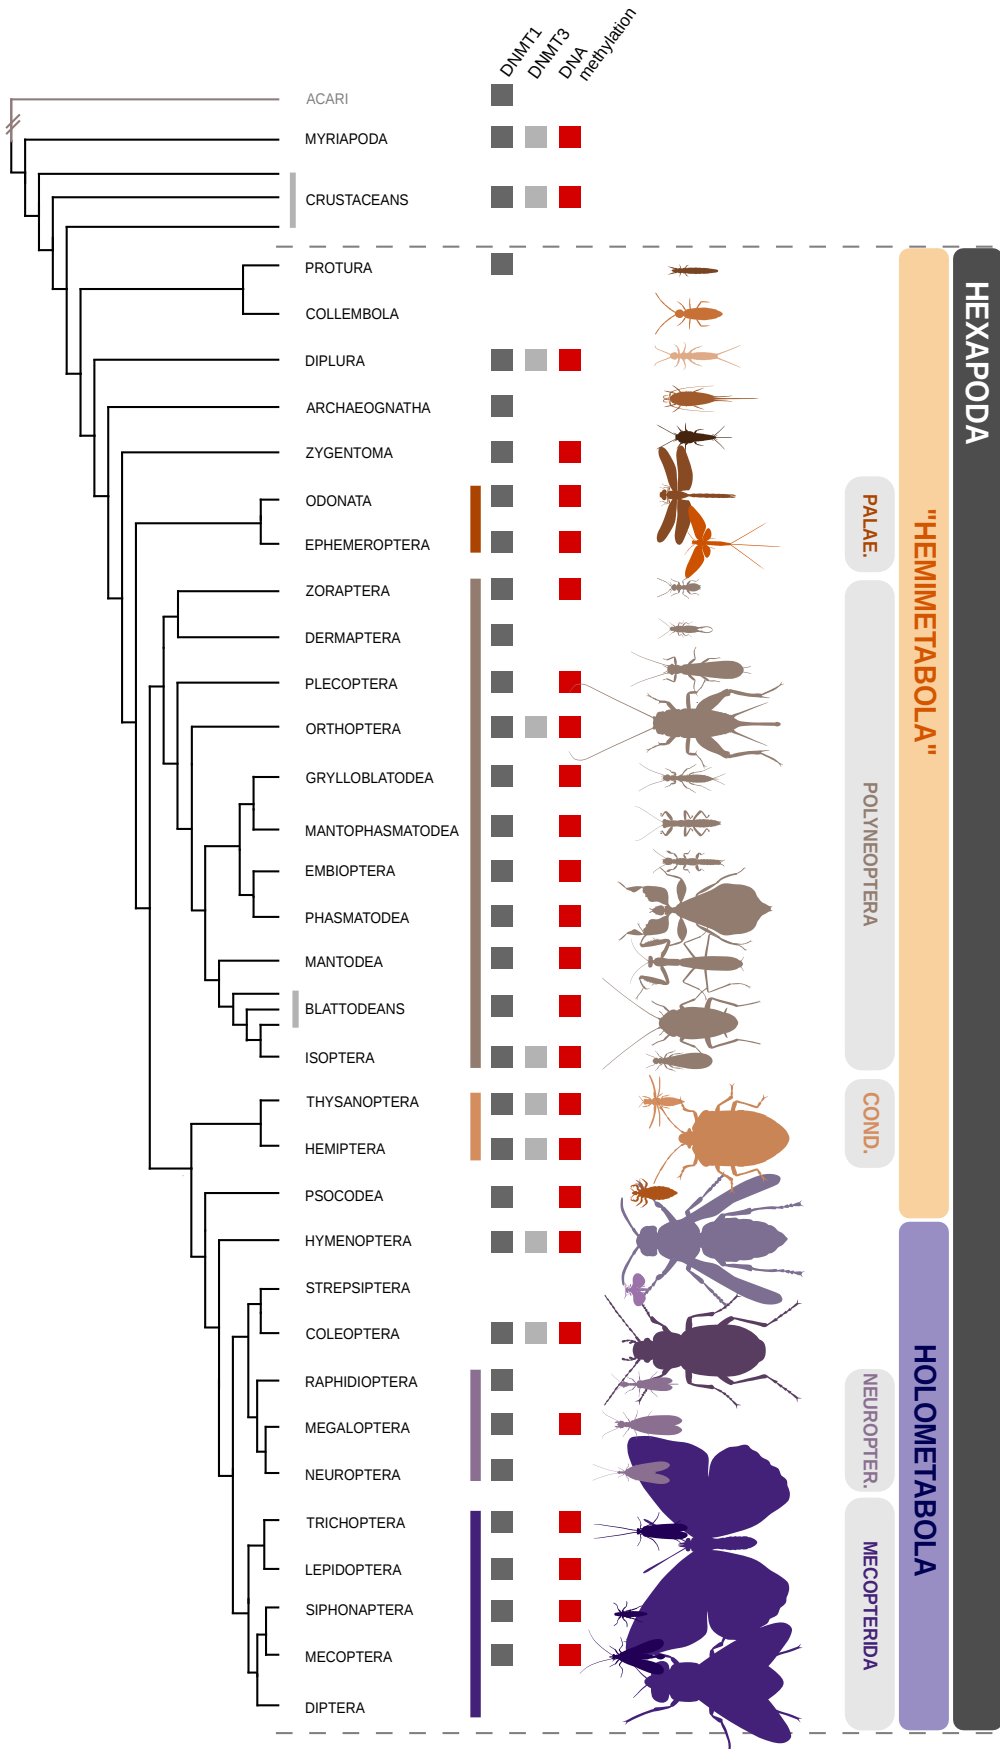 DNMT1
DNMT3
DNA
methylation
ACARI
MYRIAPODA
CRUSTACEANS
PROTURA
COLLEMBOLA
DIPLURA
ARCHAEOGNATHA
ZYGENTOMA
ODONATA
EPHEMEROPTERA
ZORAPTERA
DERMAPTERA
PLECOPTERA
ORTHOPTERA
GRYLLOBLATODEA
MANTOPHASMATODEA
EMBIOPTERA
PHASMATODEA
MANTODEA
BLATTODEANS
ISOPTERA
THYSANOPTERA
HEMIPTERA
PSOCODEA
HYMENOPTERA
STREPSIPTERA
COLEOPTERA
RAPHIDIOPTERA
MEGALOPTERA
NEUROPTERA
TRICHOPTERA
LEPIDOPTERA
SIPHONAPTERA
MECOPTERA
DIPTERA
PALAE.
POLYNEOPTERA
COND.
NEUROPTER.
MECOPTERIDA
"HEMIMETABOLA"
HOLOMETABOLA
HEXAPODA